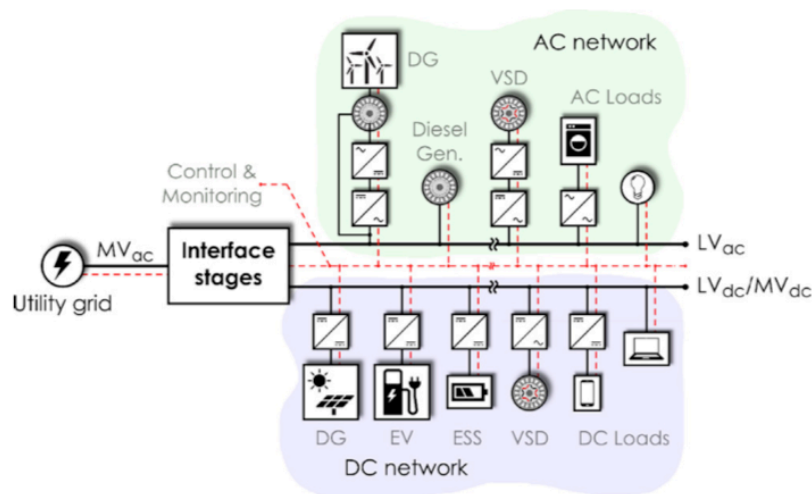 AC network
DG
VSD
AC Loads
Diesel
Gen.
Control &
Monitoring
MVac
Interface
stages
LVac
Utility grid
LVdc/MVdc
DG
EV
ESS
VSD
DC Loads
DC network